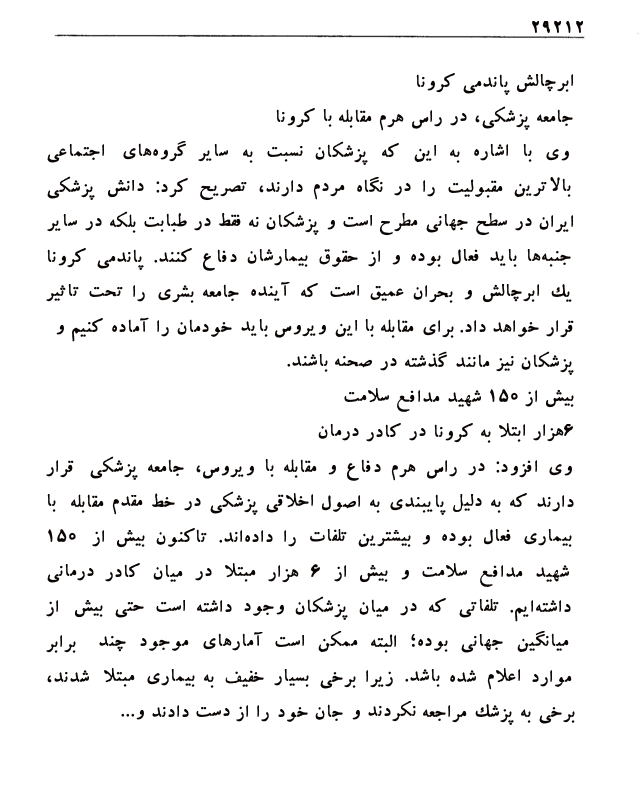 ۲۹۲۱۲
ابرچالش پاندمی کرونا
جامعه پزشکی، در راس هرم مقابله با کرونا
وی با اشاره به این که پزشکان نسبت به سایر گروه‌های اجتماعی
بالاترین مقبولیت را در نگاه مردم دارند، تصریح کرد: دانش پزشکی
ایران در سطح جهانی مطرح است و پزشکان نه فقط در طبابت بلکه در سایر
جنبه‌ها باید فعال بوده و از حقوق بیمارشان دفاع کنند. پاندمی کرونا
یك ابرچالش و بحران عمیق است که آینده جامعه بشری را تحت تاثیر
قرار خواهد داد. برای مقابله با این ویروس باید خودمان را آماده کنیم و
پزشکان نیز مانند گذشته در صحنه باشند.
بیش از ۱۵۰ شهید مدافع سلامت
۶هزار ابتلا به کرونا در کادر درمان
وی افزود: در راس هرم دفاع و مقابله با ویروس، جامعه پزشکی قرار
دارند که به دلیل پایبندی به اصول اخلاقی پزشکی در خط مقدم مقابله با
بیماری فعال بوده و بیشترین تلفات را داده‌اند. تاکنون بیش از ۱۵۰
شهید مدافع سلامت و بیش از ۶ هزار مبتلا در میان کادر درمانی
داشته‌ایم. تلفاتی که در میان پزشکان وجود داشته است حتی بیش از
میانگین جهانی بوده؛ البته ممکن است آمارهای موجود چند برابر
موارد اعلام شده باشد. زیرا برخی بسیار خفیف به بیماری مبتلا شدند،
برخی به پزشك مراجعه نکردند و جان خود را از دست دادند و...